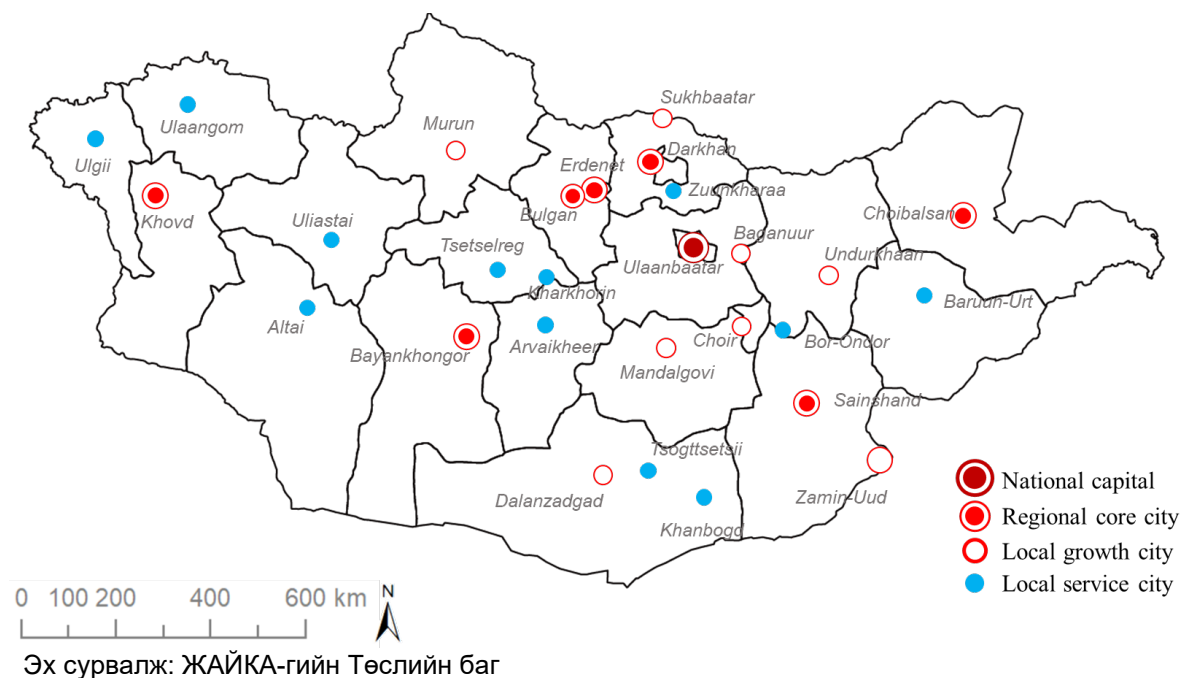 Sukhbaatar
Murun
Ulaangom
Darkhan
Erdenet
Ulgii
Zuunkharaa
Khovd
Bulgan
Choibalsan
Uliastai
Baganuur
Tsetselreg
Undurkhaan
Ulaanbaatar
Kharkhorin
Baruun-Urt
Altai
Choir
Bor-Ondor
Arvaikheer
Bayankhongor
Mandalgovi
Sainshand
Tsogttsetsii
Dalanzadgad
Zamin-Uud
Khanbogd
National capital
Regional core city
Local growth city
Local service city
0 100 200 400 600 km
N
Эх сурвалж: ЖАЙКА-гийн Төслийн баг